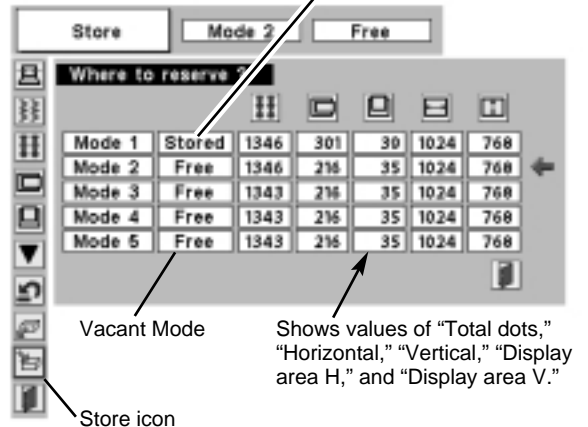 Store Mode 2 Free
Where to reserve ?
Mode 1 Stored 1346 301 30 1024 768
Mode 2 Free 1346 216 35 1024 768
Mode 3 Free 1343 216 35 1024 768
Mode 4 Free 1343 216 35 1024 768
Mode 5 Free 1343 216 35 1024 768
Vacant Mode
Shows values of “Total dots,”
“Horizontal,” “Vertical,” “Display
area H,” and “Display area V.”
Store icon